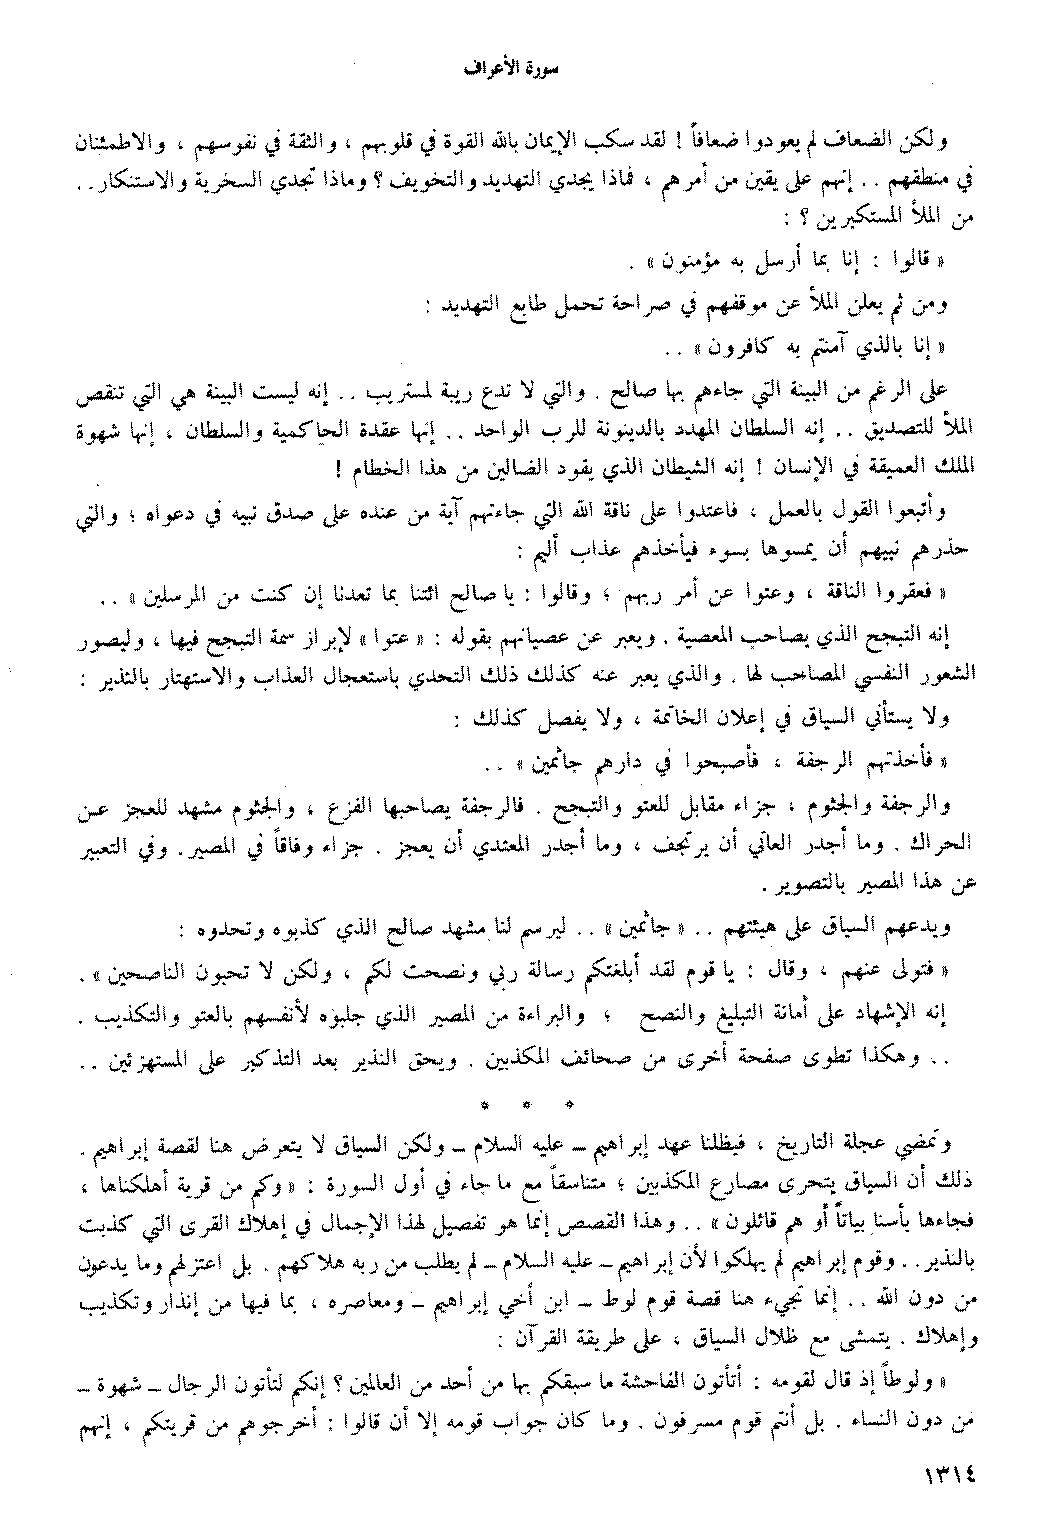 سورة الأعراف
ولكن الضعاف لم يعودوا ضعافاً ! لقد سكب الإيمان بالله القوة في قلوبهم ، والثقة في نفوسهم ، والاطمئنان
في منطقهم .. إنهم على يقين من أمرهم ، فماذا يجدي التهديد والتخويف ؟ وماذا تجدي السخرية والاستنكار ..
من الملأ المستكبرين ؟ :
« قالوا : إنا بما أرسل به مؤمنون » .
ومن ثم يعلن الملأ عن موقفهم في صراحة تحمل طابع التهديد :
« إنا بالذي آمنتم به كافرون » ..
على الرغم من البينة التي جاءهم بها صالح . والتي لا تدع ريبة لمستريب .. إنه ليست البينة هي التي تنقص
الملأ للتصديق .. إنه السلطان المهدد بالدينونة للرب الواحد .. إنها عقدة الحاكمية والسلطان ، إنها شهوة
الملك العميقة في الإنسان ! إنه الشيطان الذي يقود الضالين من هذا الخطام !
وأتبعوا القول بالعمل ، فاعتدوا على ناقة الله التي جاءتهم آية من عنده على صدق نبيه في دعواه ؛ والتي
حذرهم نبيهم أن يمسوها بسوء فيأخذهم عذاب أليم :
« فعقروا الناقة ، وعتوا عن أمر ربهم ؛ وقالوا : يا صالح ائتنا بما تعدنا إن كنت من المرسلين » ..
إنه التبجح الذي يصاحب المعصية . ويعبر عن عصيانهم بقوله : « عتوا » لإبراز سمة التبجح فيها ، وليصور
الشعور النفسي المصاحب لها . والذي يعبر عنه كذلك ذلك التحدي باستعجال العذاب والاستهتار بالنذير :
ولا يستأني السياق في إعلان الخاتمة ، ولا يفصل كذلك :
« فأخذتهم الرجفة ، فأصبحوا في دارهم جاثمين » ..
والرجفة والجثوم ، جزاء مقابل للعتو والتبجح . فالرجفة يصاحبها الفزع ، والجثوم مشهد للعجز عن
الحراك . وما أجدر العاتي أن يرتجف ، وما أجدر المعتدي أن يعجز . جزاء وفاقاً في المصير . وفي التعبير
عن هذا المصير بالتصوير .
ويدعهم السياق على هيئتهم .. « جاثمين » .. ليرسم لنا مشهد صالح الذي كذبوه وتحدوه :
« فتولى عنهم ، وقال : يا قوم لقد أبلغتكم رسالة ربي ونصحت لكم ، ولكن لا تحبون الناصحين » .
إنه الإشهاد على أمانة التبليغ والنصح ؛ والبراءة من المصير الذي جلبوه لأنفسهم بالعتو والتكذيب .
.. وهكذا تطوى صفحة أخرى من صحائف المكذبين . ويحق النذير بعد التذكير على المستهزئين ..
* * *
وتمضي عجلة التاريخ ، فيظلنا عهد إبراهيم – عليه السلام – ولكن السياق لا يتعرض هنا لقصة إبراهيم .
ذلك أن السياق يتحرى مصارع المكذبين ؛ متناسقاً مع ما جاء في أول السورة : « وكم من قرية أهلكناها ،
فجاءها بأسنا بياتاً أو هم قائلون » .. وهذا القصص إنما هو تفصيل لهذا الإجمال في إهلاك القرى التي كذبت
بالنذير .. وقوم إبراهيم لم يهلكوا لأن إبراهيم – عليه السلام – لم يطلب من ربه هلاكهم . بل اعتزلهم وما يدعون
من دون الله .. إنما تجيء هنا قصة قوم لوط – ابن أخي إبراهيم – ومعاصره ، بما فيها من إنذار وتكذيب
وإهلاك . يتمشى مع ظلال السياق ، على طريقة القرآن :
« ولوطاً إذ قال لقومه : أتأتون الفاحشة ما سبقكم بها من أحد من العالمين ؟ إنكم لتأتون الرجال – شهوة –
من دون النساء . بل أنتم قوم مسرفون . وما كان جواب قومه إلا أن قالوا : أخرجوهم من قريتكم ، إنهم
١٣١٤